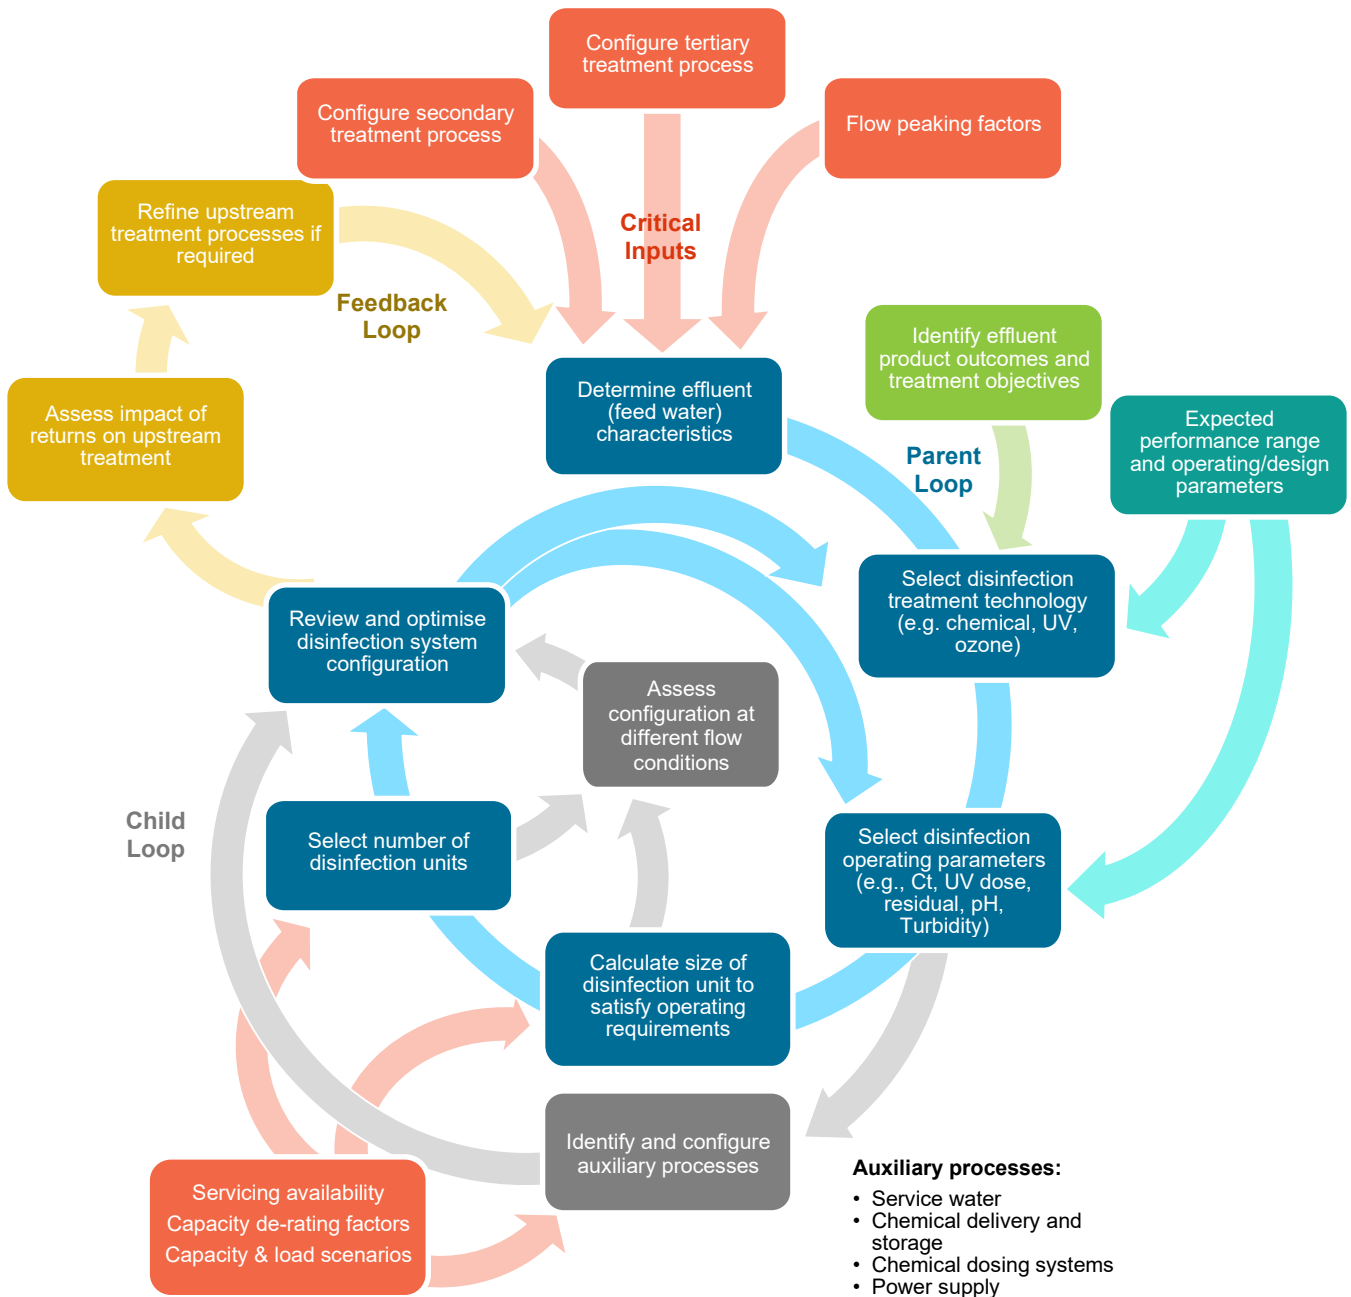 Configure tertiary
treatment process
Configure secondary
treatment process
Flow peaking factors
Refine upstream
treatment processes if
required
Critical
Inputs
Feedback
Loop
Identify effluent
product outcomes and
treatment objectives
Determine effluent
(feed water)
characteristics
Assess impact of
returns on upstream
treatment
Expected
performance range
and operating/design
parameters
Parent
Loop
Select disinfection
treatment technology
(e.g. chemical, UV,
ozone)
Review and optimise
disinfection system
configuration
Assess
configuration at
different flow
conditions
Child
Loop
Select number of
disinfection units
Select disinfection
operating parameters
(e.g., Ct, UV dose,
residual, pH,
Turbidity)
Calculate size of
disinfection unit to
satisfy operating
requirements
Identify and configure
auxiliary processes
Servicing availability
Capacity de-rating factors
Capacity & load scenarios
Auxiliary processes:
• Service water
• Chemical delivery and
storage
• Chemical dosing systems
• Power supply